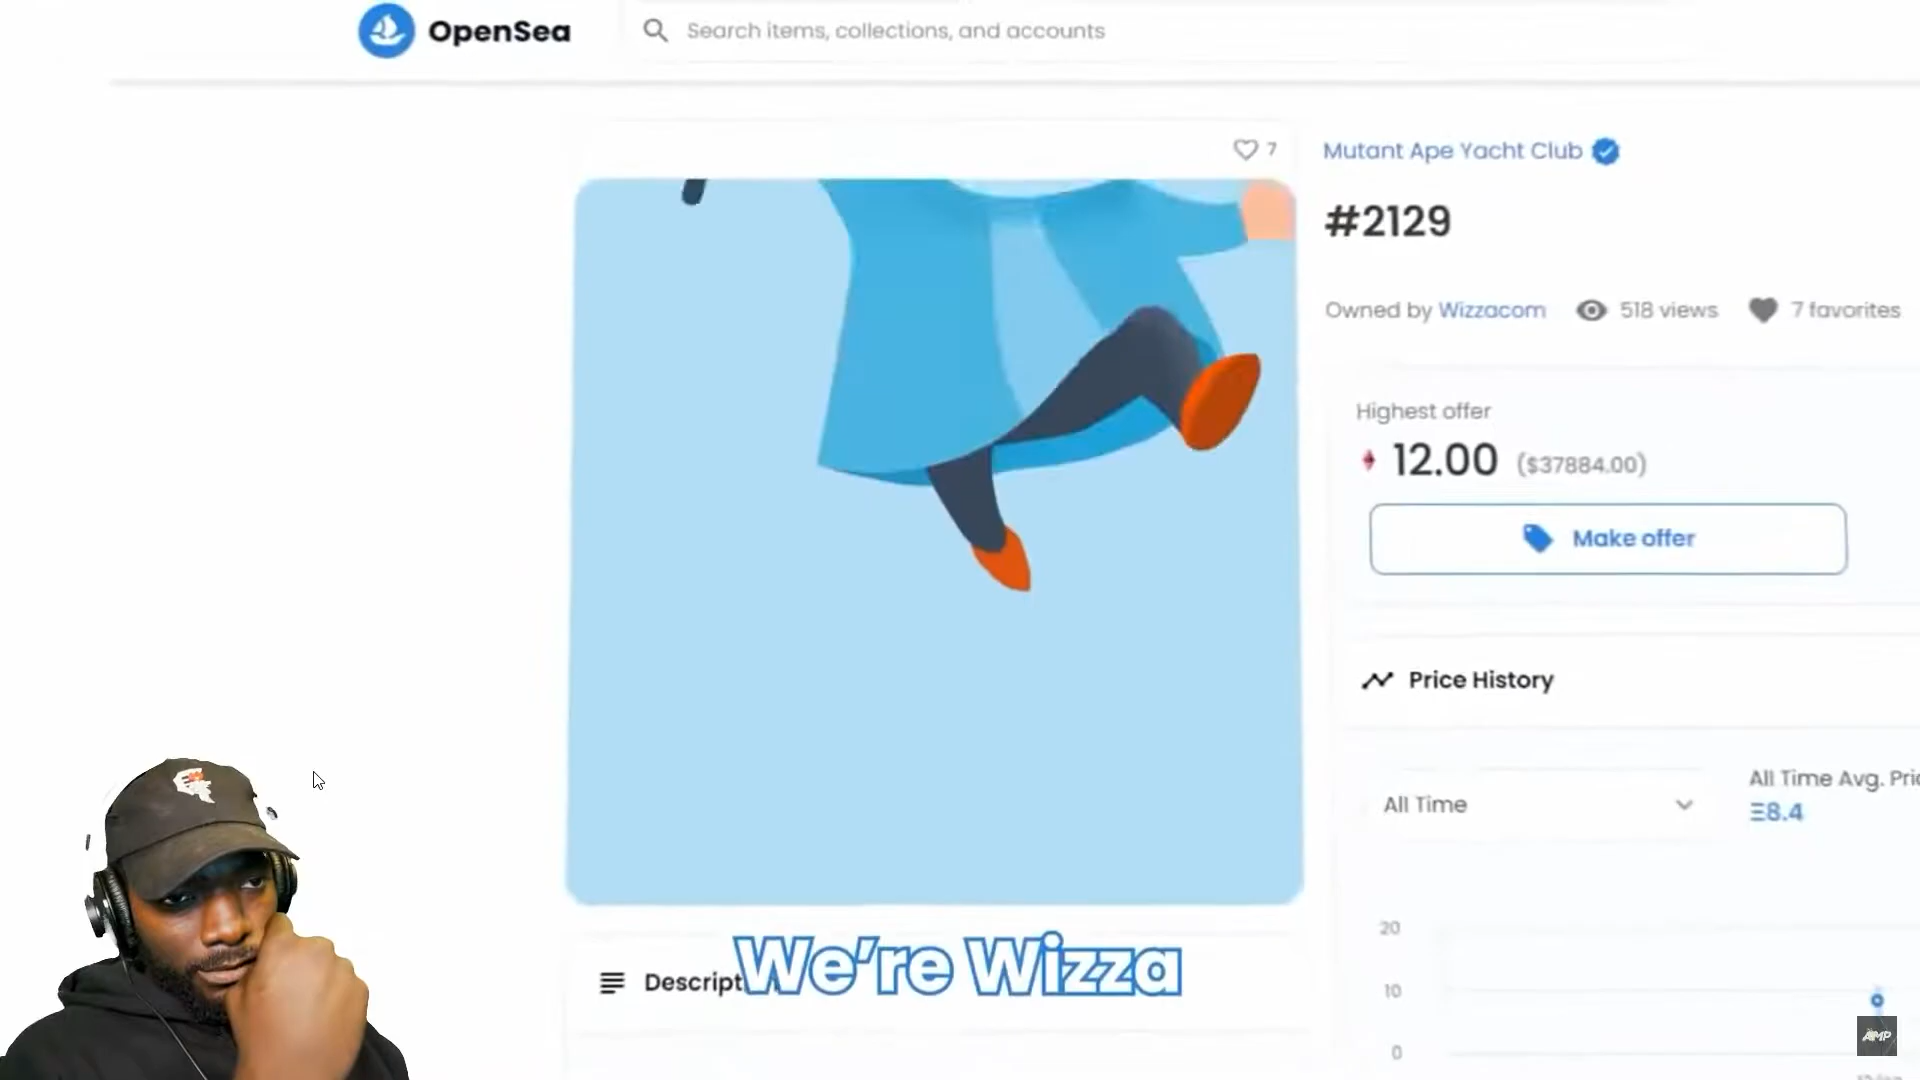 OpenSea
Search items, collections, and accounts
7
Mutant Ape Yacht Club
#2129
Owned by Wizzacom
518 views
7 favorites
Highest offer
12.00 ($37884.00)
Make offer
Price History
All Time
All Time Avg. Pric
Ξ8.4
20
10
0
Descript
We're Wizza
AMP